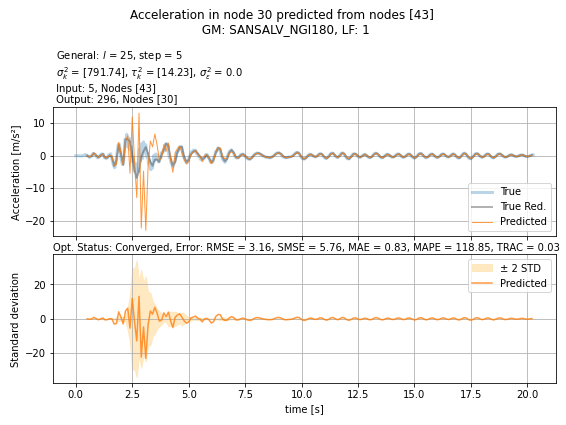 Acceleration in node 30 predicted from nodes [43]
GM: SANSALV_NGI180, LF: 1
General: l = 25, step = 5
σ²ₖ = [791.74], τ²ₖ = [14.23], σ²ε = 0.0
Input: 5, Nodes [43]
Output: 296, Nodes [30]
Acceleration [m/s²]
10
0
−10
−20
True
True Red.
Predicted
Opt. Status: Converged, Error: RMSE = 3.16, SMSE = 5.76, MAE = 0.83, MAPE = 118.85, TRAC = 0.03
Standard deviation
20
0
−20
± 2 STD
Predicted
0.0 2.5 5.0 7.5 10.0 12.5 15.0 17.5 20.0
time [s]